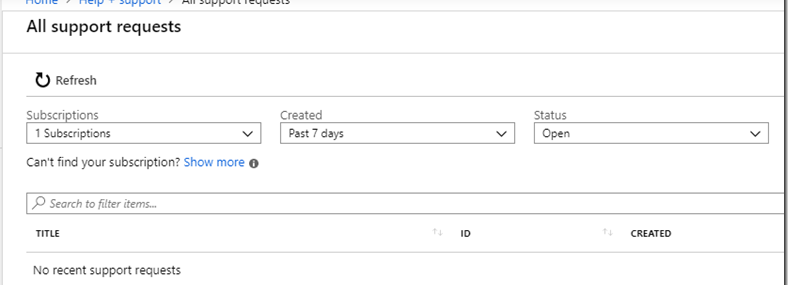 Home > Help + support > All support requests
All support requests
Refresh
Subscriptions Created Status
1 Subscriptions Past 7 days Open
Can't find your subscription? Show more
Search to filter items...
TITLE ID CREATED
No recent support requests